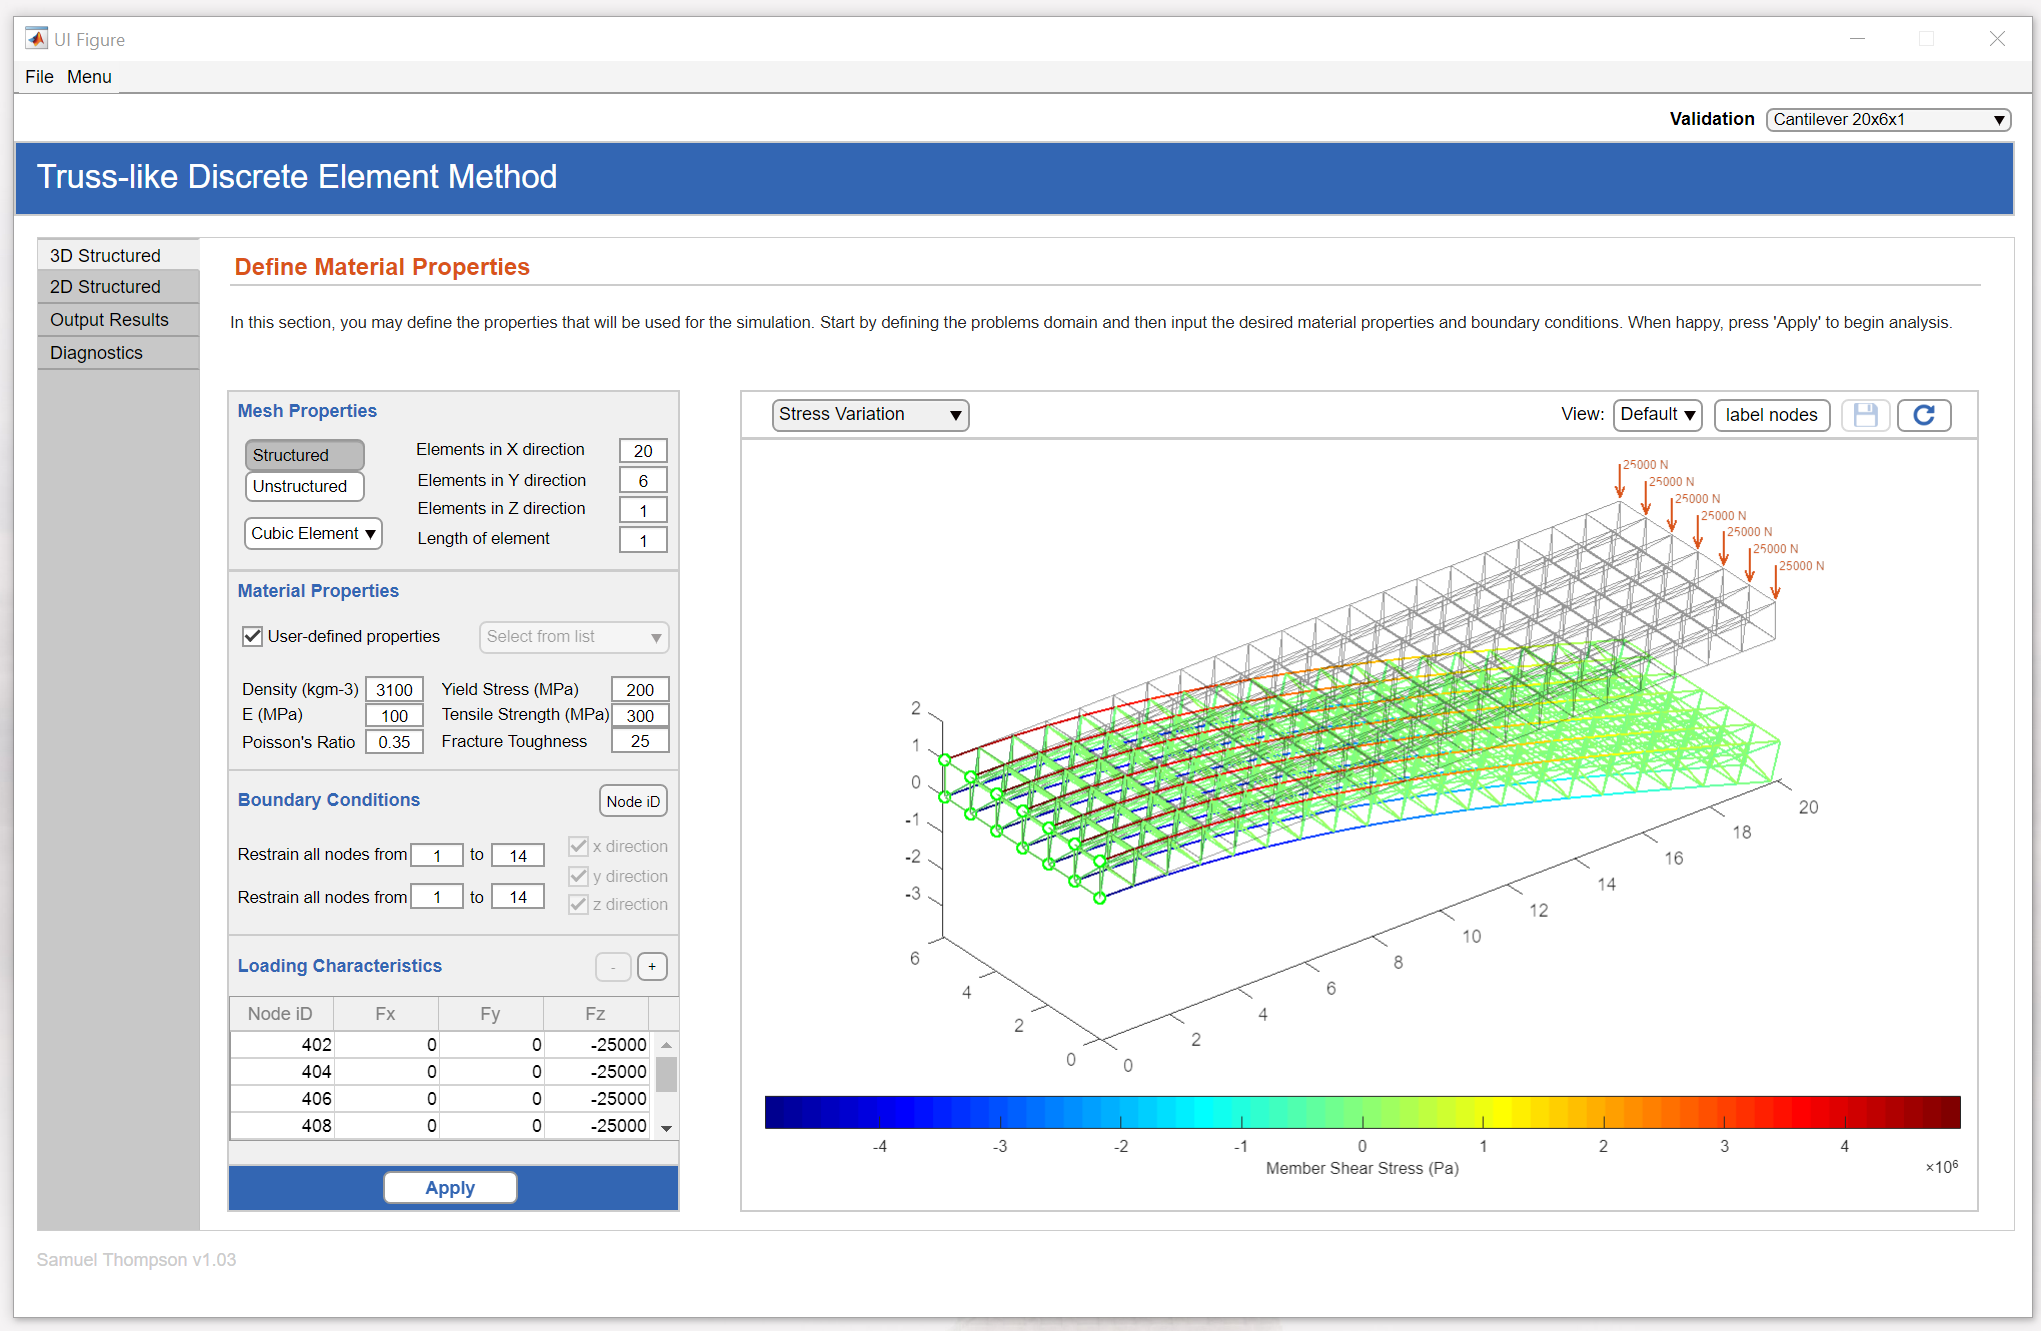 UI Figure
File Menu
Validation Cantilever 20x6x1
Truss-like Discrete Element Method
3D Structured
2D Structured
Output Results
Diagnostics
Define Material Properties
In this section, you may define the properties that will be used for the simulation. Start by defining the problems domain and then input the desired material properties and boundary conditions. When happy, press 'Apply' to begin analysis.
Mesh Properties
Structured
Unstructured
Cubic Element
Elements in X direction 20
Elements in Y direction 6
Elements in Z direction 1
Length of element 1
Material Properties
User-defined properties Select from list
Density (kgm-3) 3100 Yield Stress (MPa) 200
E (MPa) 100 Tensile Strength (MPa) 300
Poisson's Ratio 0.35 Fracture Toughness 25
Boundary Conditions Node iD
Restrain all nodes from 1 to 14
Restrain all nodes from 1 to 14
x direction
y direction
z direction
Loading Characteristics - +
Node iD Fx Fy Fz
402 0 0 -25000
404 0 0 -25000
406 0 0 -25000
408 0 0 -25000
Apply
Stress Variation View: Default label nodes
25000 N
25000 N
25000 N
25000 N
25000 N
25000 N
25000 N
2
1
0
-1
-2
-3
6
4
2
0
0
2
4
6
8
10
12
14
16
18
20
-4 -3 -2 -1 0 1 2 3 4
Member Shear Stress (Pa)
×10⁶
Samuel Thompson v1.03